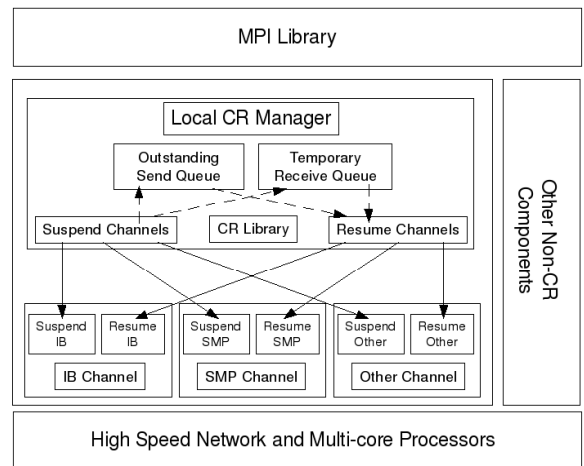 MPI Library
Local CR Manager
Outstanding
Send Queue
Temporary
Receive Queue
Suspend Channels
CR Library
Resume Channels
Suspend
IB
Resume
IB
IB Channel
Suspend
SMP
Resume
SMP
SMP Channel
Suspend
Other
Resume
Other
Other Channel
Other Non-CR
Components
High Speed Network and Multi-core Processors